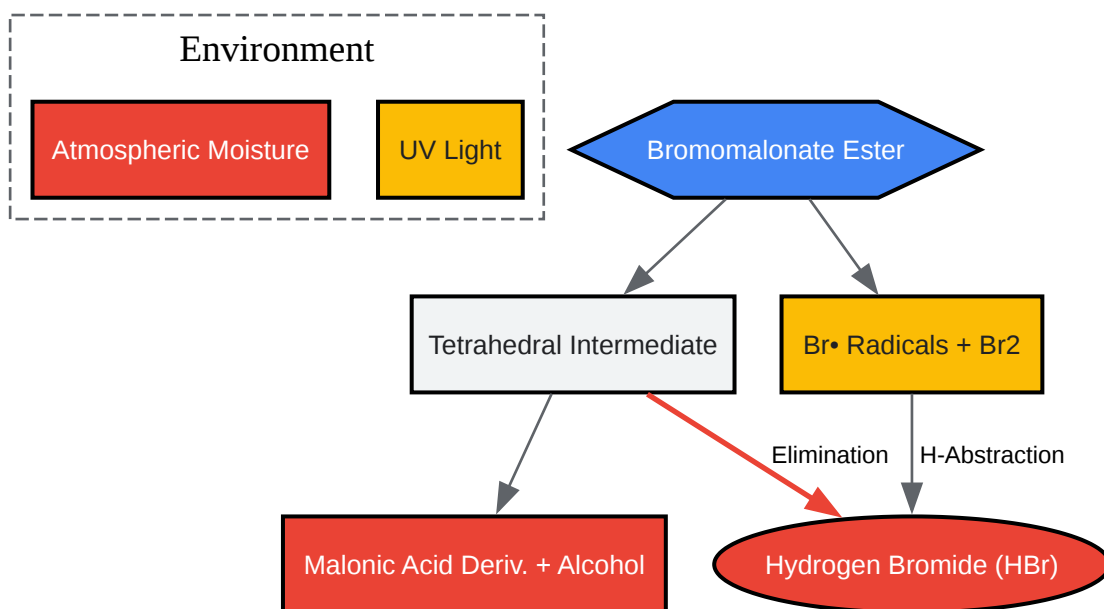 Environment
Atmospheric Moisture
UV Light
Bromomalonate Ester
Tetrahedral Intermediate
Br• Radicals + Br2
Elimination
H-Abstraction
Malonic Acid Deriv. + Alcohol
Hydrogen Bromide (HBr)